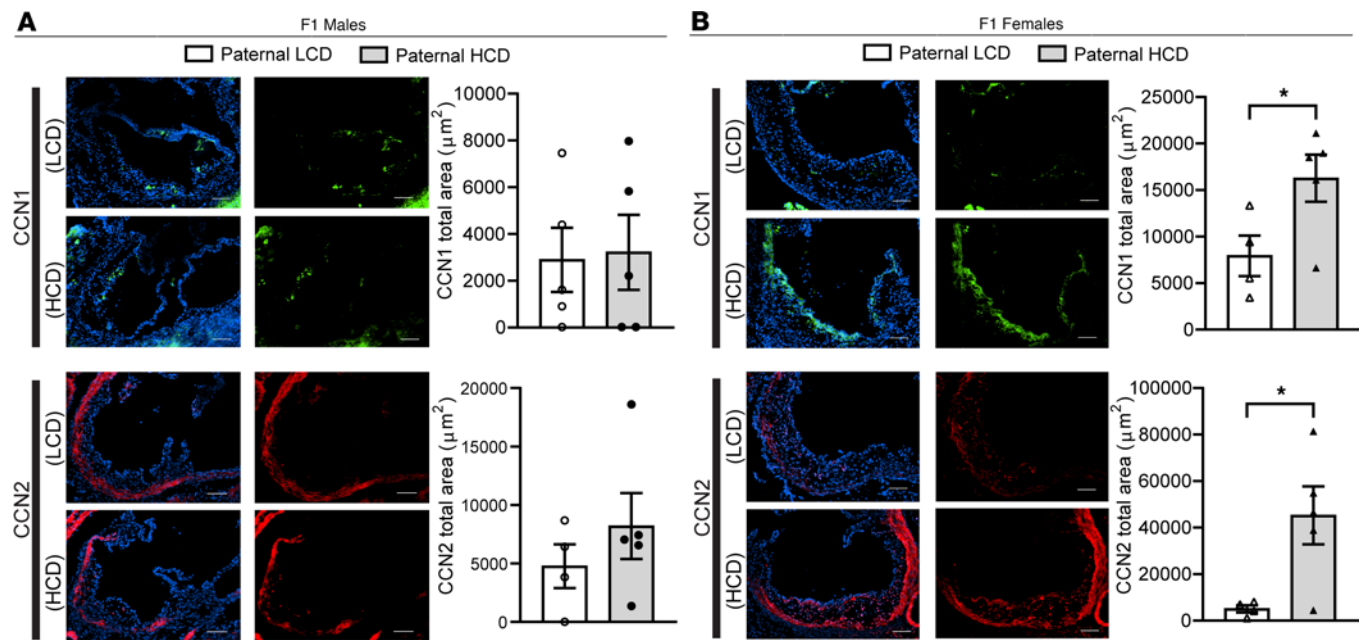 A
F1 Males
Paternal LCD
Paternal HCD
CCN1
(LCD)
(HCD)
CCN1 total area (μm²)
10000
8000
6000
4000
2000
0
CCN2
(LCD)
(HCD)
CCN2 total area (μm²)
20000
15000
10000
5000
0
B
F1 Females
Paternal LCD
Paternal HCD
CCN1
(LCD)
(HCD)
CCN1 total area (μm²)
25000
20000
15000
10000
5000
0
*
CCN2
(LCD)
(HCD)
CCN2 total area (μm²)
100000
80000
60000
40000
20000
0
*